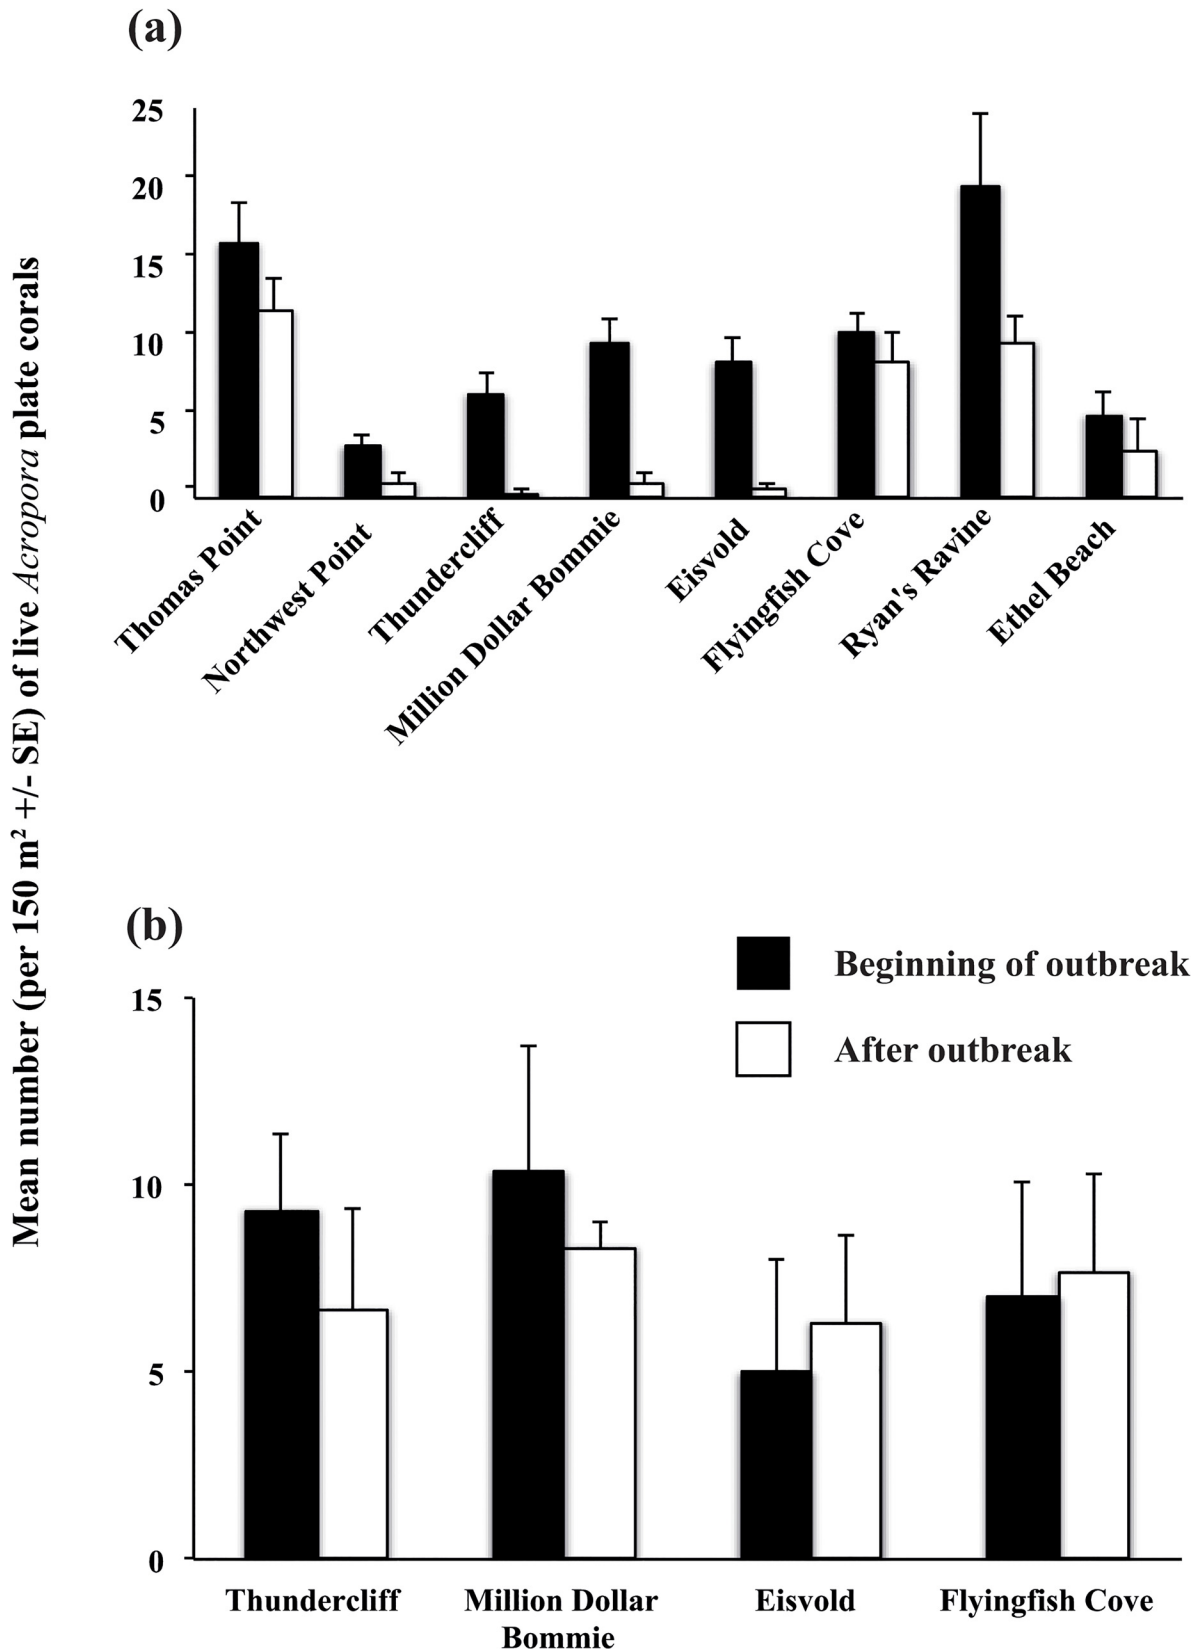 (a)
Mean number (per 150 m² +/- SE) of live Acropora plate corals
25
20
15
10
5
0
Thomas Point
Northwest Point
Thundercliff
Million Dollar Bommie
Eisvold
Flyingfish Cove
Ryan's Ravine
Ethel Beach
(b)
Beginning of outbreak
After outbreak
15
10
5
0
Thundercliff
Million Dollar
Bommie
Eisvold
Flyingfish Cove